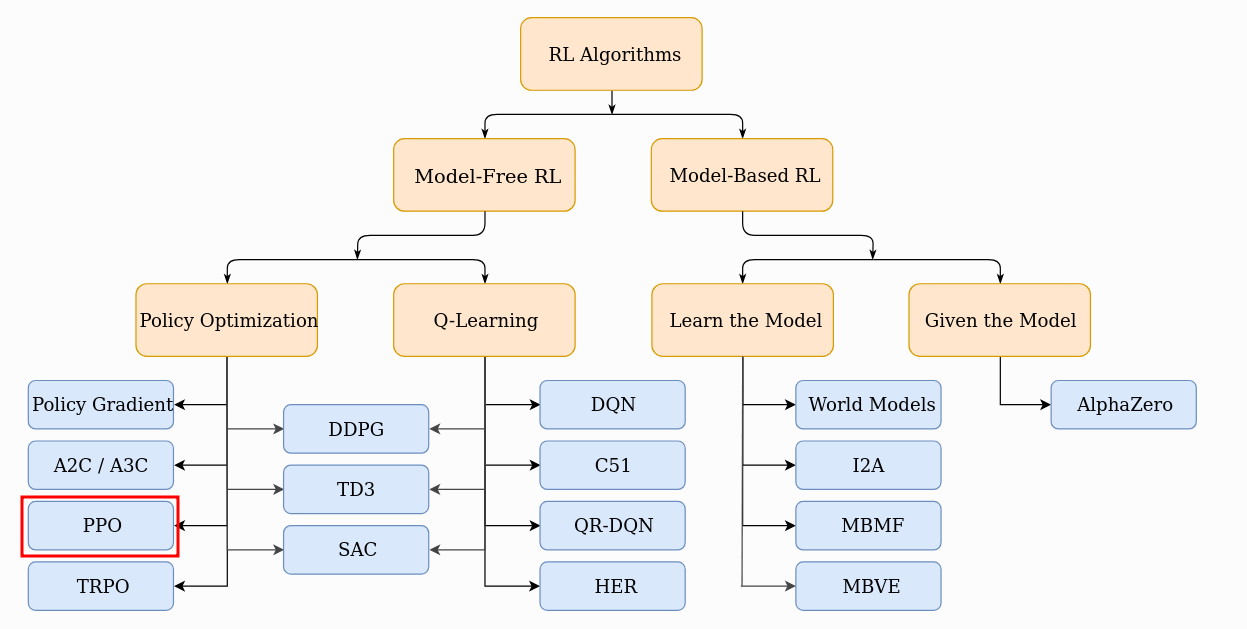 RL Algorithms
Model-Free RL
Model-Based RL
Policy Optimization
Q-Learning
Learn the Model
Given the Model
Policy Gradient
A2C / A3C
PPO
TRPO
DDPG
TD3
SAC
DQN
C51
QR-DQN
HER
World Models
I2A
MBMF
MBVE
AlphaZero